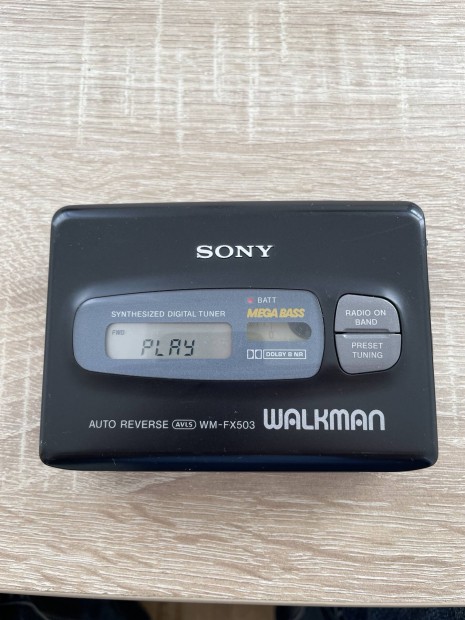 SONY
BATT
SYNTHESIZED DIGITAL TUNER
MEGA BASS
RADIO ON
BAND
FWD
PLAY
DOLBY B NR
PRESET
TUNING
AUTO REVERSE AVLS WM-FX503 WALKMAN